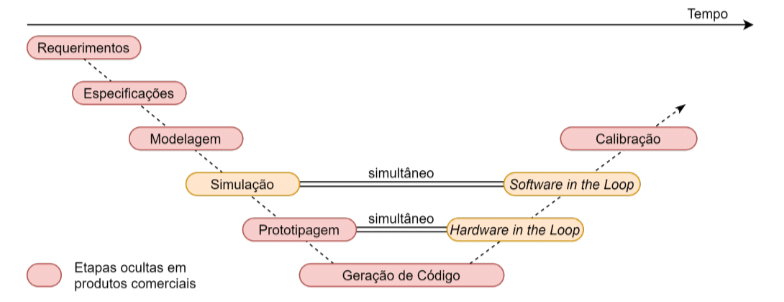 Tempo
Requerimentos
Especificações
Modelagem
Calibração
simultâneo
Simulação
Software in the Loop
simultâneo
Prototipagem
Hardware in the Loop
Geração de Código
Etapas ocultas em
produtos comerciais